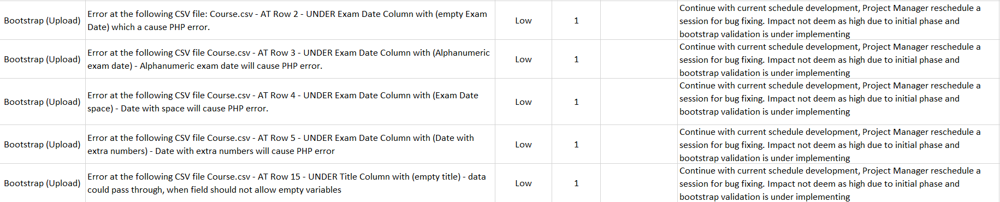 Bootstrap (Upload)
Error at the following CSV file: Course.csv - AT Row 2 - UNDER Exam Date Column with (empty Exam
Date) which a cause PHP error.
Low
1
Continue with current schedule development, Project Manager reschedule a
session for bug fixing. Impact not deem as high due to initial phase and
bootstrap validation is under implementing
Bootstrap (Upload)
Error at the following CSV file Course.csv - AT Row 3 - UNDER Exam Date Column with (Alphanumeric
exam date) - Alphanumeric exam date will cause PHP error.
Low
1
Continue with current schedule development, Project Manager reschedule a
session for bug fixing. Impact not deem as high due to initial phase and
bootstrap validation is under implementing
Bootstrap (Upload)
Error at the following CSV file Course.csv - AT Row 4 - UNDER Exam Date Column with (Exam Date
space) - Date with space will cause PHP error.
Low
1
Continue with current schedule development, Project Manager reschedule a
session for bug fixing. Impact not deem as high due to initial phase and
bootstrap validation is under implementing
Bootstrap (Upload)
Error at the following CSV file Course.csv - AT Row 5 - UNDER Exam Date Column with (Date with
extra numbers) - Date with extra numbers will cause PHP error
Low
1
Continue with current schedule development, Project Manager reschedule a
session for bug fixing. Impact not deem as high due to initial phase and
bootstrap validation is under implementing
Bootstrap (Upload)
Error at the following CSV file Course.csv - AT Row 15 - UNDER Title Column with (empty title) - data
could pass through, when field should not allow empty variables
Low
1
Continue with current schedule development, Project Manager reschedule a
session for bug fixing. Impact not deem as high due to initial phase and
bootstrap validation is under implementing